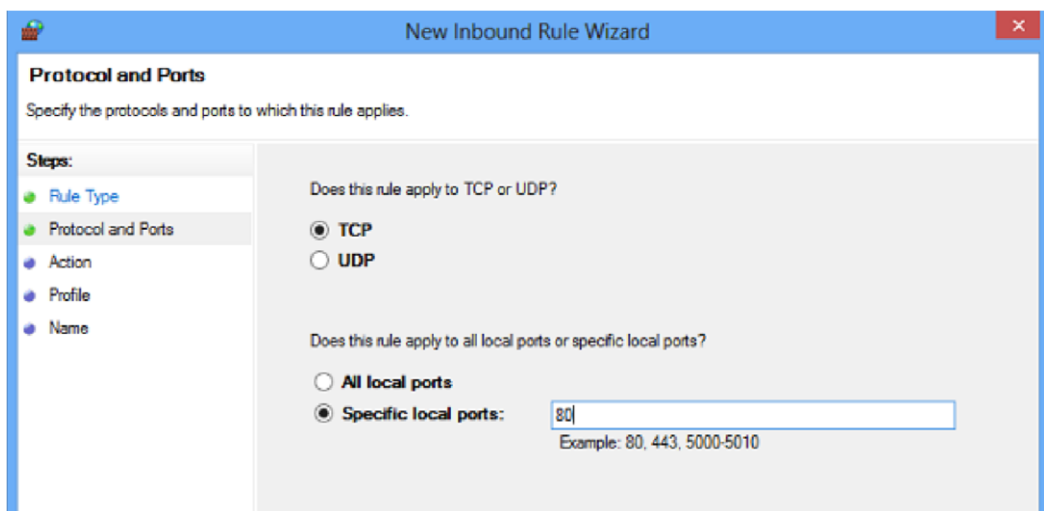 New Inbound Rule Wizard
Protocol and Ports
Specify the protocols and ports to which this rule applies.
Steps:
Rule Type
Protocol and Ports
Action
Profile
Name
Does this rule apply to TCP or UDP?
TCP
UDP
Does this rule apply to all local ports or specific local ports?
All local ports
Specific local ports: 80
Example: 80, 443, 5000-5010